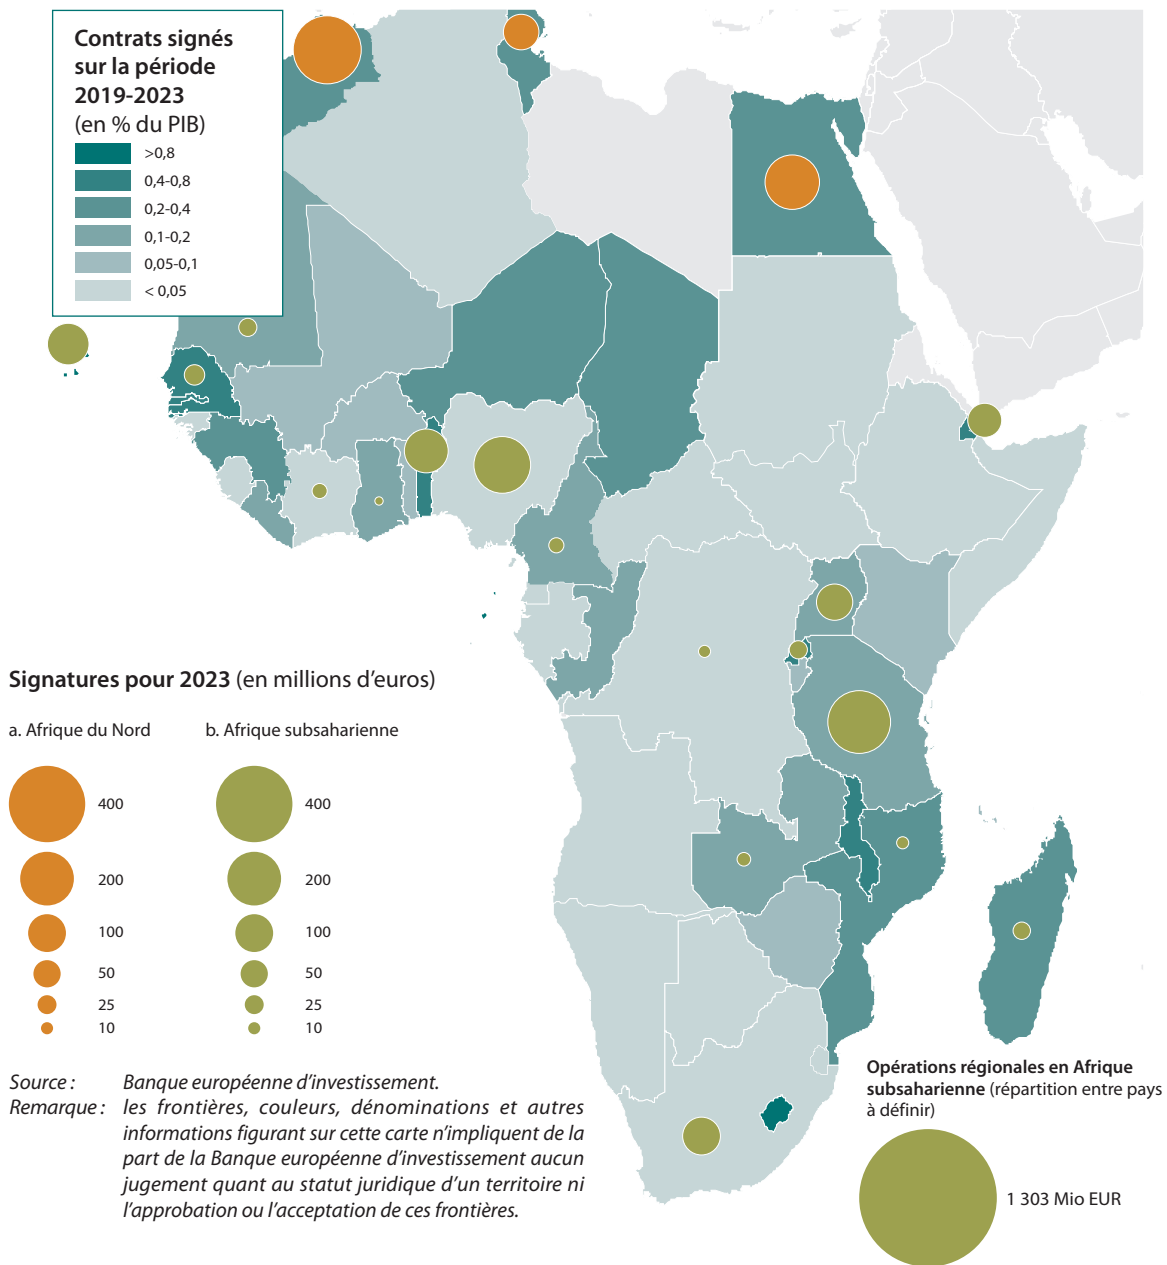 Contrats signés
sur la période
2019-2023
(en % du PIB)
>0,8
0,4-0,8
0,2-0,4
0,1-0,2
0,05-0,1
< 0,05
Signatures pour 2023 (en millions d’euros)
a. Afrique du Nord
400
200
100
50
25
10
b. Afrique subsaharienne
400
200
100
50
25
10
Opérations régionales en Afrique
subsaharienne (répartition entre pays
à définir)
1 303 Mio EUR
Source : Banque européenne d’investissement.
Remarque : les frontières, couleurs, dénominations et autres
informations figurant sur cette carte n’impliquent de la
part de la Banque européenne d’investissement aucun
jugement quant au statut juridique d’un territoire ni
l’approbation ou l’acceptation de ces frontières.